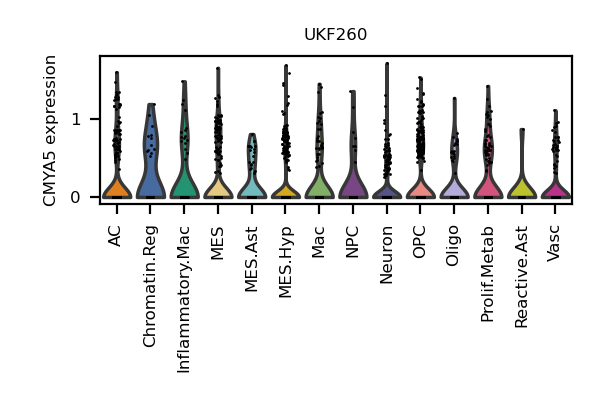 UKF260
CMYA5 expression
1
0
AC
Chromatin.Reg
Inflammatory.Mac
MES
MES.Ast
MES.Hyp
Mac
NPC
Neuron
OPC
Oligo
Prolif.Metab
Reactive.Ast
Vasc